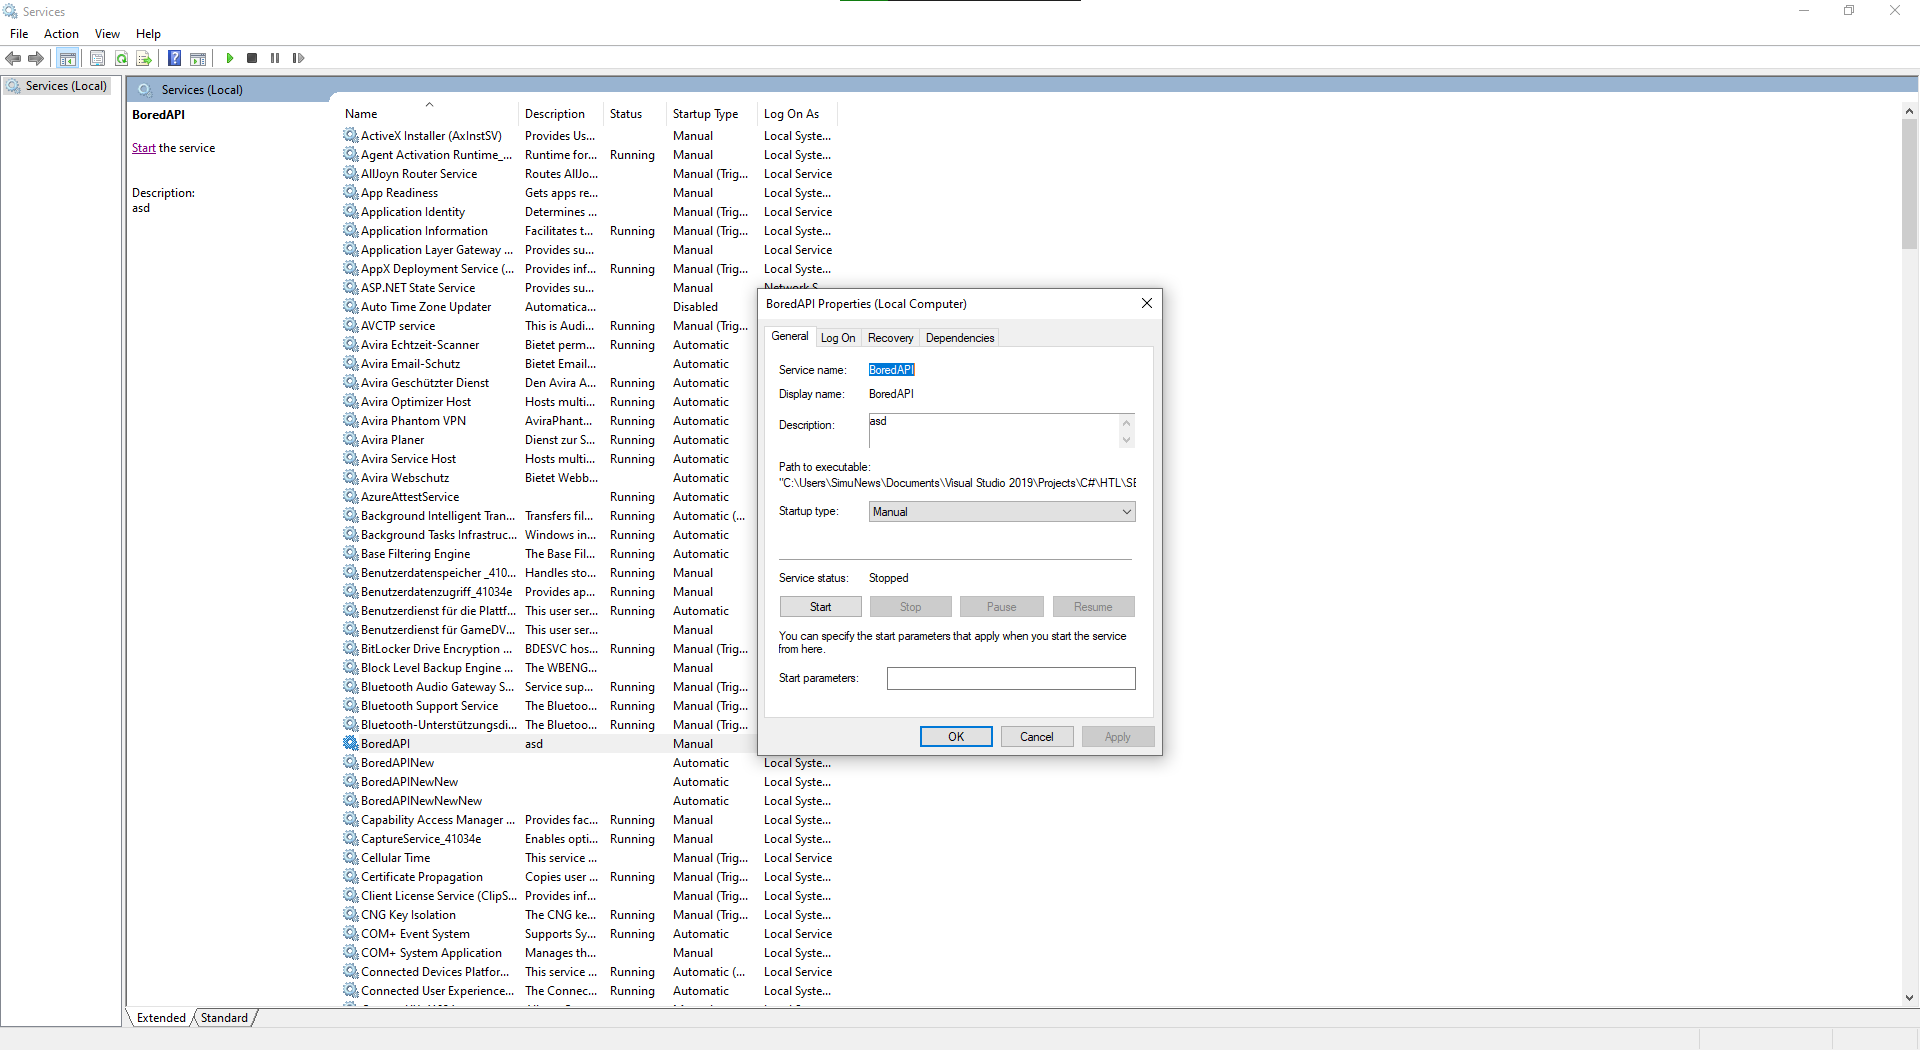 Services
File Action View Help
Services (Local)
Services (Local)
BoredAPI
Start the service
Description:
asd
Name Description Status Startup Type Log On As
ActiveX Installer (AxInstSV) Provides Us... Manual Local Syste...
Agent Activation Runtime_... Runtime for... Running Manual Local Syste...
AllJoyn Router Service Routes AllJo... Manual (Trig... Local Service
App Readiness Gets apps re... Manual Local Syste...
Application Identity Determines ... Manual (Trig... Local Service
Application Information Facilitates t... Running Manual (Trig... Local Syste...
Application Layer Gateway ... Provides su... Manual Local Service
AppX Deployment Service (... Provides inf... Running Manual (Trig... Local Syste...
ASP.NET State Service Provides su... Manual Network S...
Auto Time Zone Updater Automatica... Disabled
AVCTP service This is Audi... Running Manual (Trig...
Avira Echtzeit-Scanner Bietet perm... Running Automatic
Avira Email-Schutz Bietet Email... Automatic
Avira Geschützter Dienst Den Avira A... Running Automatic
Avira Optimizer Host Hosts multi... Running Automatic
Avira Phantom VPN AviraPhant... Running Automatic
Avira Planer Dienst zur S... Running Automatic
Avira Service Host Hosts multi... Running Automatic
Avira Webschutz Bietet Webb... Automatic
AzureAttestService Running Automatic
Background Intelligent Tran... Transfers fil... Running Automatic (...
Background Tasks Infrastruc... Windows in... Running Automatic
Base Filtering Engine The Base Fil... Running Automatic
Benutzerdatenspeicher _410... Handles sto... Running Manual
Benutzerdatenzugriff_41034e Provides ap... Running Manual
Benutzerdienst für die Plattf... This user ser... Running Automatic
Benutzerdienst für GameDV... This user ser... Manual
BitLocker Drive Encryption ... BDESVC hos... Running Manual (Trig...
Block Level Backup Engine ... The WBENG... Manual
Bluetooth Audio Gateway S... Service sup... Running Manual (Trig...
Bluetooth Support Service The Bluetoo... Running Manual (Trig...
Bluetooth-Unterstützungsdi... The Bluetoo... Running Manual (Trig...
BoredAPI asd Manual
BoredAPINew Automatic Local Syste...
BoredAPINewNew Automatic Local Syste...
BoredAPINewNewNew Automatic Local Syste...
Capability Access Manager ... Provides fac... Running Manual Local Syste...
CaptureService_41034e Enables opti... Running Manual Local Syste...
Cellular Time This service ... Manual (Trig... Local Service
Certificate Propagation Copies user ... Running Manual (Trig... Local Syste...
Client License Service (ClipS... Provides inf... Manual (Trig... Local Syste...
CNG Key Isolation The CNG ke... Running Manual (Trig... Local Syste...
COM+ Event System Supports Sy... Running Automatic Local Service
COM+ System Application Manages th... Manual Local Syste...
Connected Devices Platfor... This service ... Running Automatic (... Local Service
Connected User Experience... The Connec... Running Automatic Local Syste...
Extended Standard
BoredAPI Properties (Local Computer)
General Log On Recovery Dependencies
Service name: BoredAPI
Display name: BoredAPI
Description: asd
Path to executable:
"C:\Users\SimuNews\Documents\Visual Studio 2019\Projects\C#\HTL\SE
Startup type: Manual
Service status: Stopped
Start Stop Pause Resume
You can specify the start parameters that apply when you start the service
from here.
Start parameters:
OK Cancel Apply